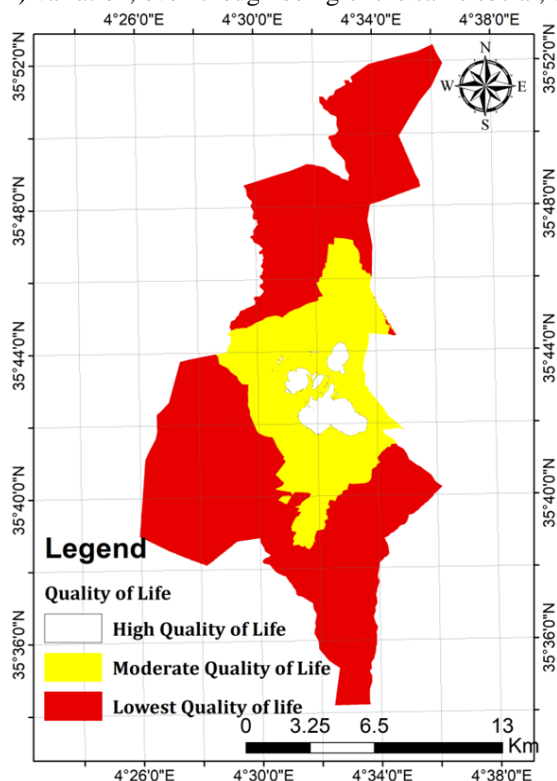 4°26'0"E 4°30'0"E 4°34'0"E 4°38'0"E
N
W E
S
35°52'0"N 35°52'0"N
35°48'0"N 35°48'0"N
35°44'0"N 35°44'0"N
35°40'0"N 35°40'0"N
35°36'0"N 35°36'0"N
Legend
Quality of Life
High Quality of Life
Moderate Quality of Life
Lowest Quality of life
0 3.25 6.5 13
Km
4°26'0"E 4°30'0"E 4°34'0"E 4°38'0"E